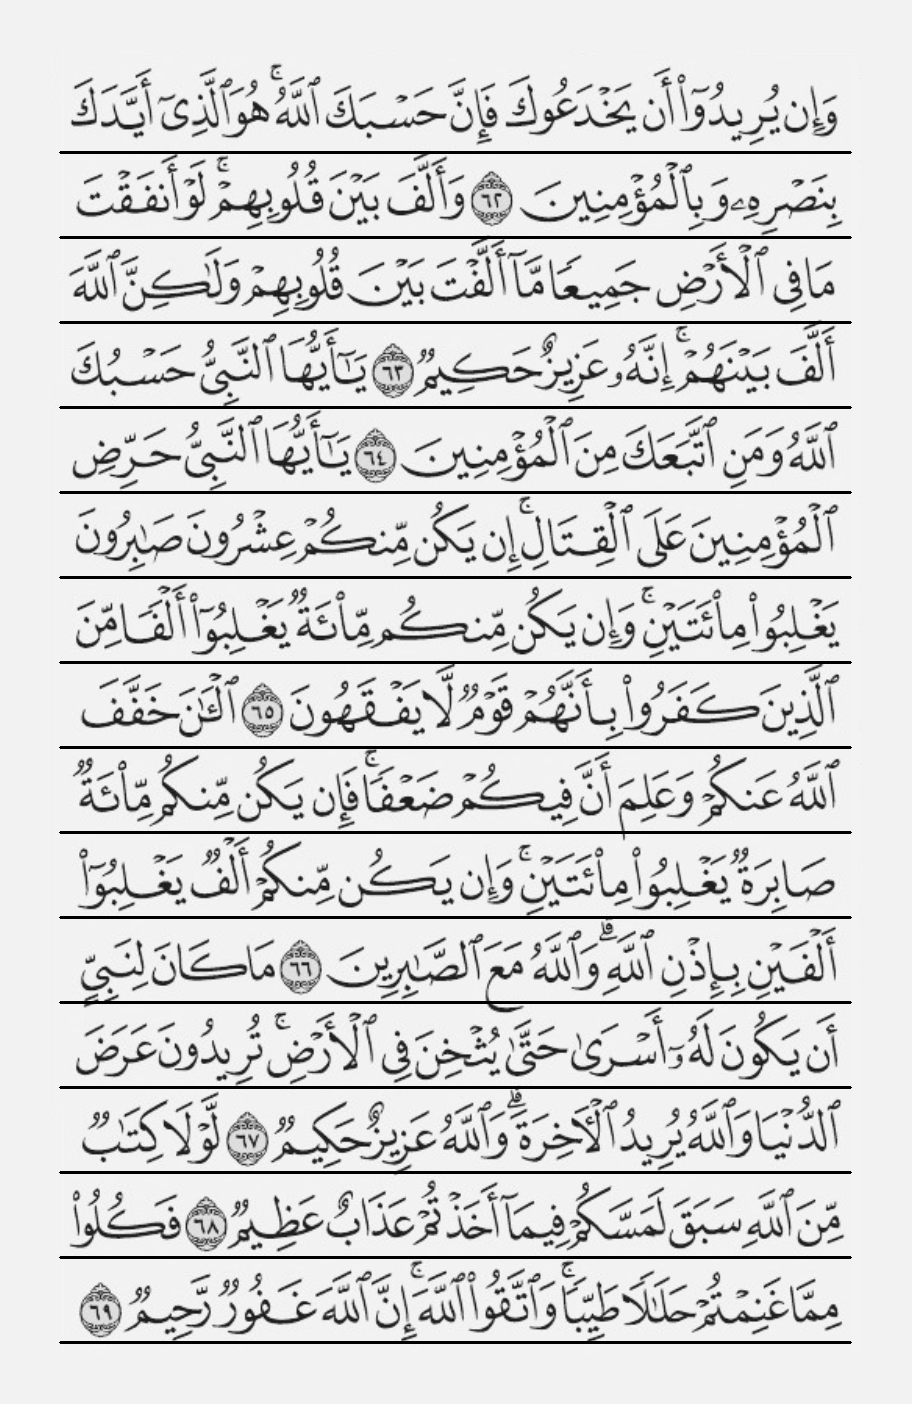 وَإِن يُرِيدُوٓا۟ أَن يَخْدَعُوكَ فَإِنَّ حَسْبَكَ ٱللَّهُ ۚ هُوَ ٱلَّذِىٓ أَيَّدَكَ
بِنَصْرِهِۦ وَبِٱلْمُؤْمِنِينَ ٦٢ وَأَلَّفَ بَيْنَ قُلُوبِهِمْ ۚ لَوْ أَنفَقْتَ
مَا فِى ٱلْأَرْضِ جَمِيعًا مَّآ أَلَّفْتَ بَيْنَ قُلُوبِهِمْ وَلَـٰكِنَّ ٱللَّهَ
أَلَّفَ بَيْنَهُمْ ۚ إِنَّهُۥ عَزِيزٌ حَكِيمٌ ٦٣ يَـٰٓأَيُّهَا ٱلنَّبِىُّ حَسْبُكَ
ٱللَّهُ وَمَنِ ٱتَّبَعَكَ مِنَ ٱلْمُؤْمِنِينَ ٦٤ يَـٰٓأَيُّهَا ٱلنَّبِىُّ حَرِّضِ
ٱلْمُؤْمِنِينَ عَلَى ٱلْقِتَالِ ۚ إِن يَكُن مِّنكُمْ عِشْرُونَ صَـٰبِرُونَ
يَغْلِبُوا۟ مِا۟ئَتَيْنِ ۚ وَإِن يَكُن مِّنكُم مِّا۟ئَةٌ يَغْلِبُوٓا۟ أَلْفًا مِّنَ
ٱلَّذِينَ كَفَرُوا۟ بِأَنَّهُمْ قَوْمٌ لَّا يَفْقَهُونَ ٦٥ ٱلْـَٔـٰنَ خَفَّفَ
ٱللَّهُ عَنكُمْ وَعَلِمَ أَنَّ فِيكُمْ ضَعْفًا ۚ فَإِن يَكُن مِّنكُم مِّا۟ئَةٌ
صَابِرَةٌ يَغْلِبُوا۟ مِا۟ئَتَيْنِ ۚ وَإِن يَكُن مِّنكُمْ أَلْفٌ يَغْلِبُوٓا۟
أَلْفَيْنِ بِإِذْنِ ٱللَّهِ ۗ وَٱللَّهُ مَعَ ٱلصَّـٰبِرِينَ ٦٦ مَا كَانَ لِنَبِىٍّ
أَن يَكُونَ لَهُۥٓ أَسْرَىٰ حَتَّىٰ يُثْخِنَ فِى ٱلْأَرْضِ ۚ تُرِيدُونَ عَرَضَ
ٱلدُّنْيَا وَٱللَّهُ يُرِيدُ ٱلْـَٔاخِرَةَ ۗ وَٱللَّهُ عَزِيزٌ حَكِيمٌ ٦٧ لَّوْلَا كِتَـٰبٌ
مِّنَ ٱللَّهِ سَبَقَ لَمَسَّكُمْ فِيمَآ أَخَذْتُمْ عَذَابٌ عَظِيمٌ ٦٨ فَكُلُوا۟
مِمَّا غَنِمْتُمْ حَلَـٰلًا طَيِّبًا ۚ وَٱتَّقُوا۟ ٱللَّهَ ۚ إِنَّ ٱللَّهَ غَفُورٌ رَّحِيمٌ ٦٩